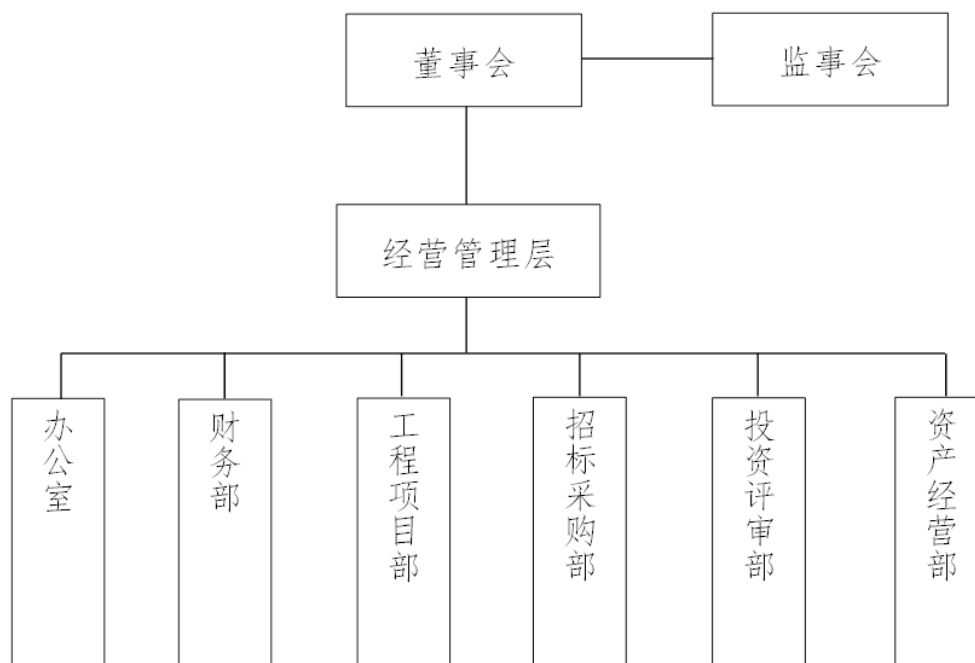 董事会
监事会
经营管理层
办公室
财务部
工程项目部
招标采购部
投资评审部
资产经营部